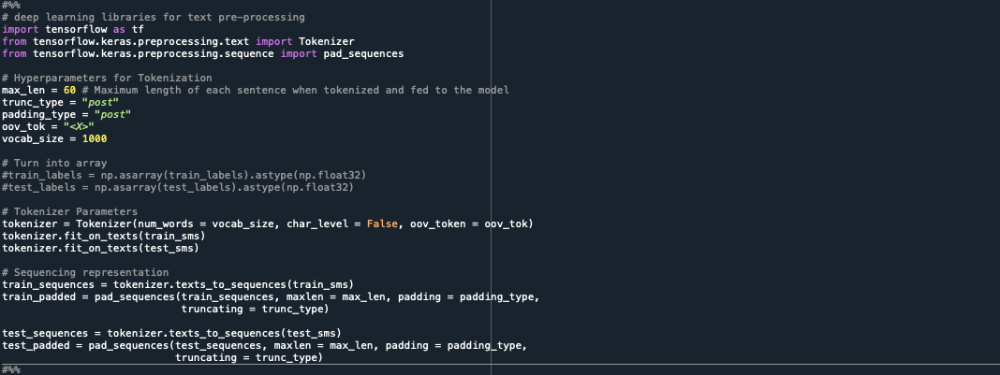 #%%
# deep learning libraries for text pre-processing
import tensorflow as tf
from tensorflow.keras.preprocessing.text import Tokenizer
from tensorflow.keras.preprocessing.sequence import pad_sequences
# Hyperparameters for Tokenization
max_len = 60 # Maximum length of each sentence when tokenized and fed to the model
trunc_type = "post"
padding_type = "post"
oov_tok = "<X>"
vocab_size = 1000
# Turn into array
#train_labels = np.asarray(train_labels).astype(np.float32)
#test_labels = np.asarray(test_labels).astype(np.float32)
# Tokenizer Parameters
tokenizer = Tokenizer(num_words = vocab_size, char_level = False, oov_token = oov_tok)
tokenizer.fit_on_texts(train_sms)
tokenizer.fit_on_texts(test_sms)
# Sequencing representation
train_sequences = tokenizer.texts_to_sequences(train_sms)
train_padded = pad_sequences(train_sequences, maxlen = max_len, padding = padding_type,
truncating = trunc_type)
test_sequences = tokenizer.texts_to_sequences(test_sms)
test_padded = pad_sequences(test_sequences, maxlen = max_len, padding = padding_type,
truncating = trunc_type)
#%%